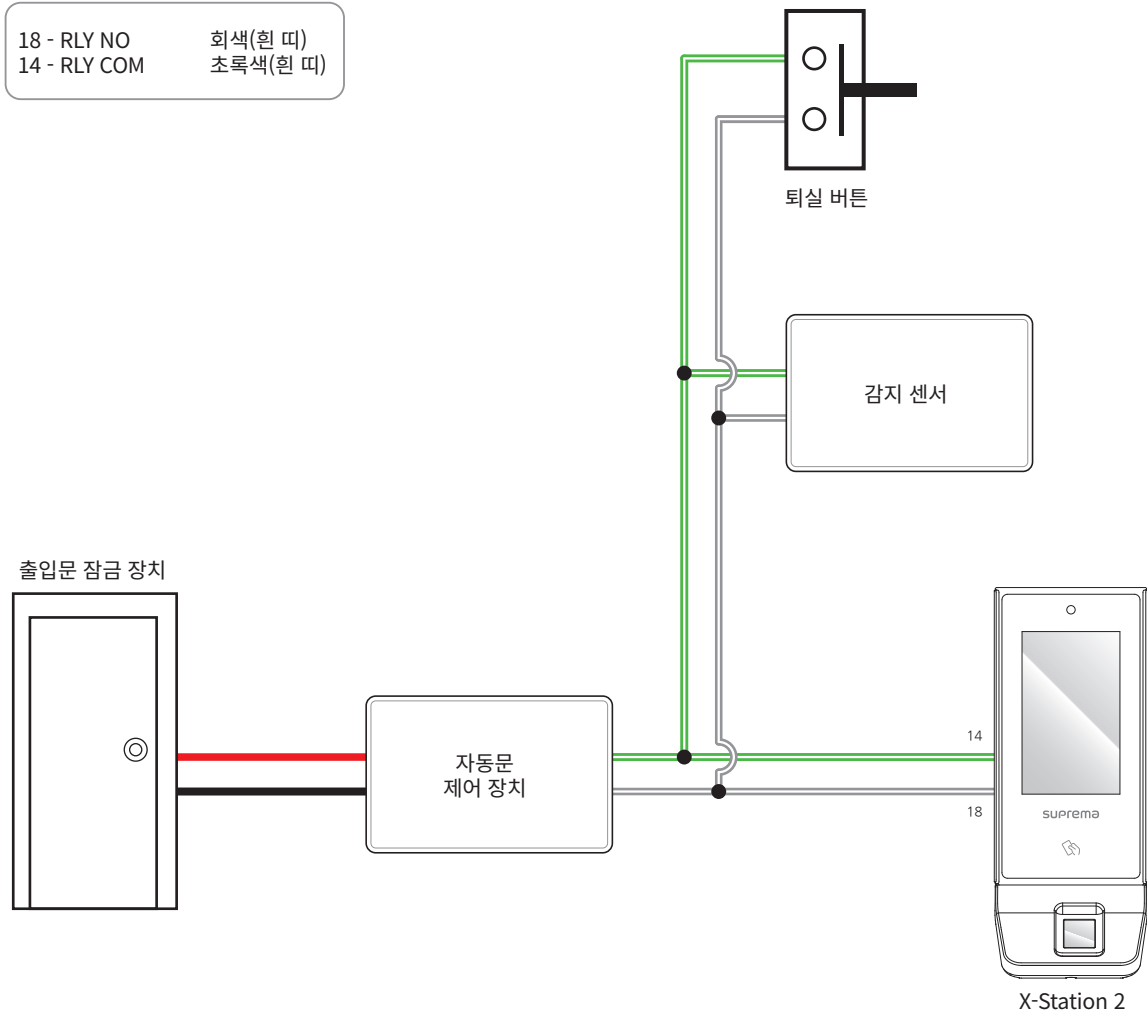 18 - RLY NO 회색(흰 띠)
14 - RLY COM 초록색(흰 띠)
퇴실 버튼
감지 센서
출입문 잠금 장치
자동문
제어 장치
14
18
suprema
X-Station 2